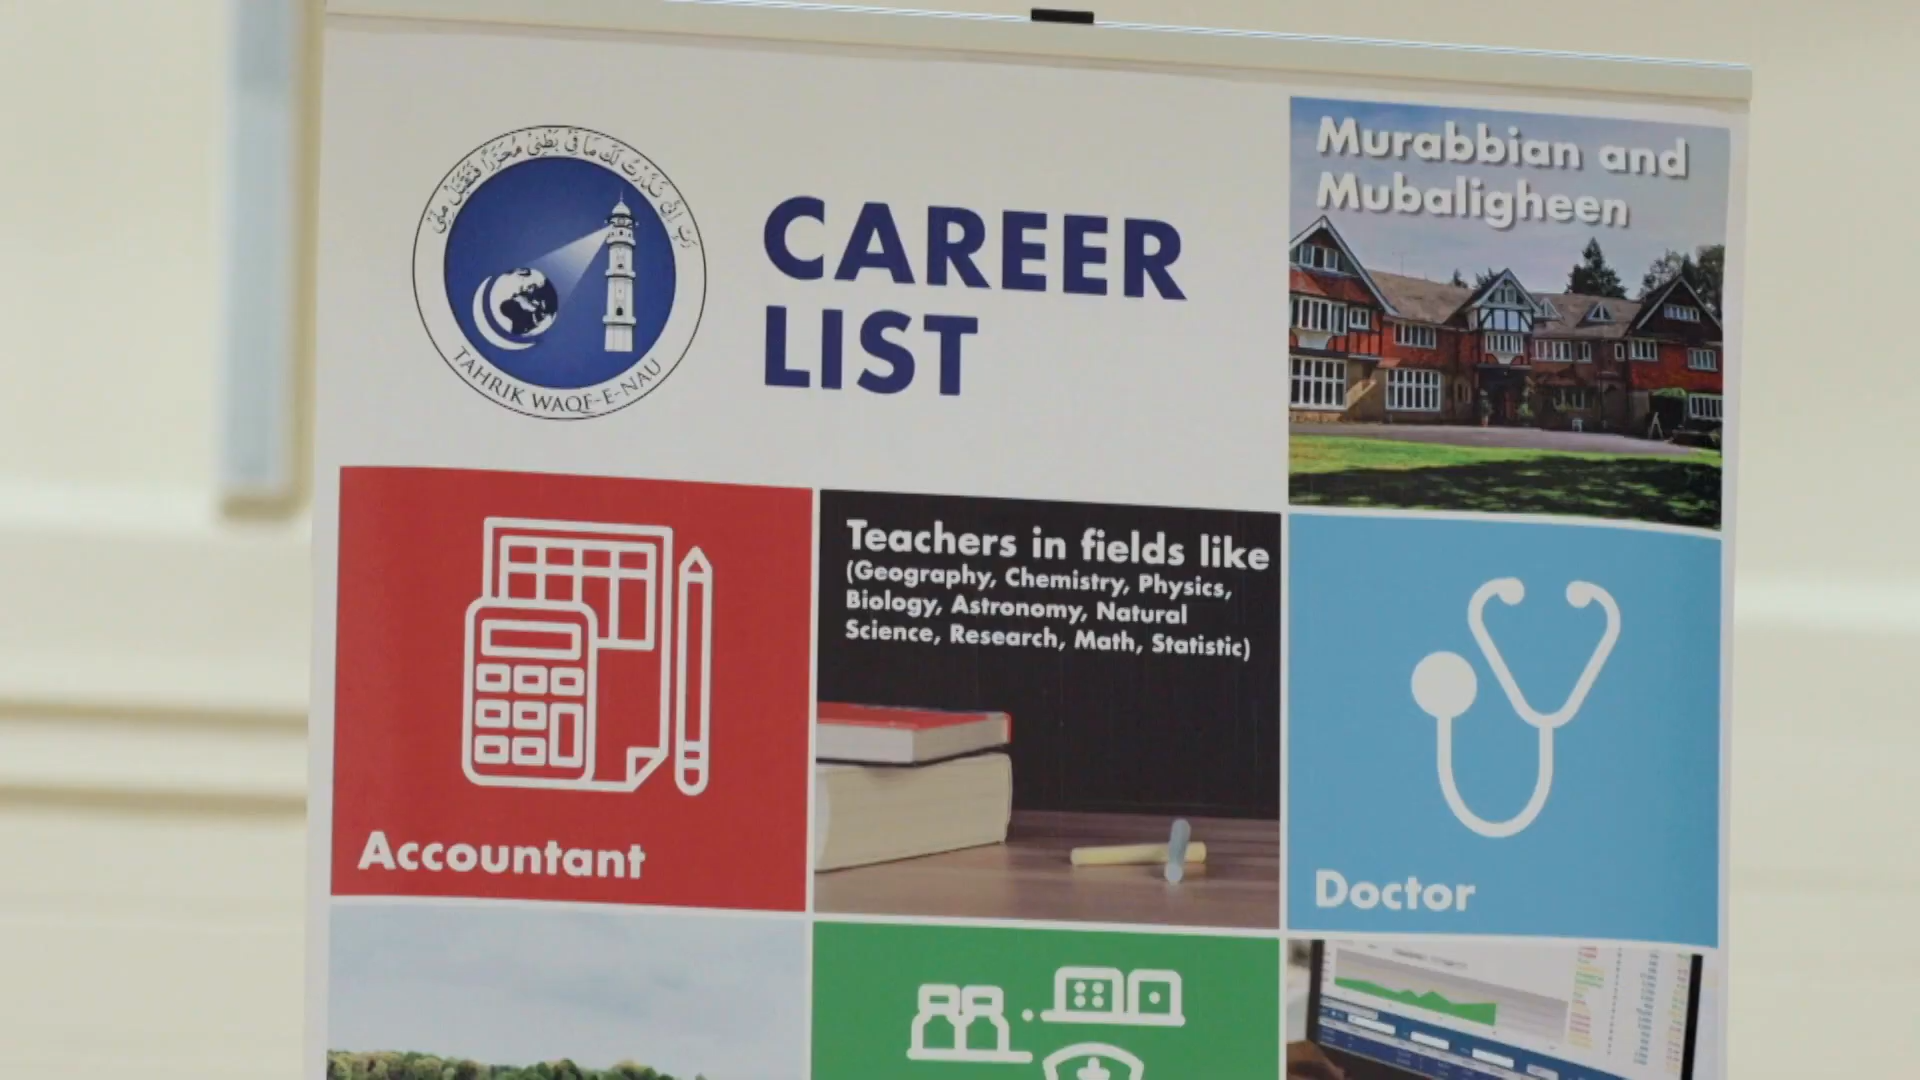 رَبِّ إِنِّي نَذَرْتُ لَكَ مَا فِي بَطْنِي مُحَرَّرًا فَتَقَبَّلْ مِنِّي
TAHRIK WAQF-E-NAU
CAREER
LIST
Murabbian and
Mubaligheen
Accountant
Teachers in fields like
(Geography, Chemistry, Physics,
Biology, Astronomy, Natural
Science, Research, Math, Statistic)
Doctor